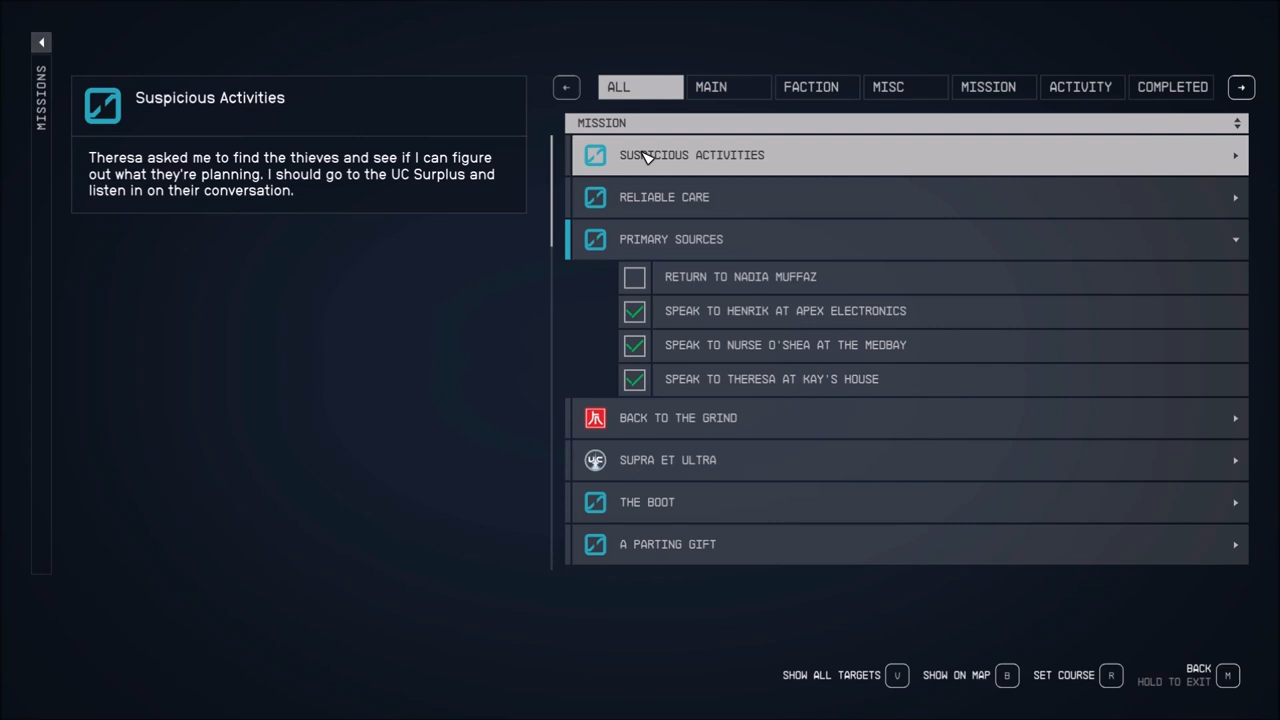 MISSIONS
Suspicious Activities
Theresa asked me to find the thieves and see if I can figure
out what they're planning. I should go to the UC Surplus and
listen in on their conversation.
ALL MAIN FACTION MISC MISSION ACTIVITY COMPLETED
MISSION
SUSPICIOUS ACTIVITIES
RELIABLE CARE
PRIMARY SOURCES
RETURN TO NADIA MUFFAZ
SPEAK TO HENRIK AT APEX ELECTRONICS
SPEAK TO NURSE O'SHEA AT THE MEDBAY
SPEAK TO THERESA AT KAY'S HOUSE
BACK TO THE GRIND
UC SUPRA ET ULTRA
THE BOOT
A PARTING GIFT
SHOW ALL TARGETS V SHOW ON MAP B SET COURSE R BACK M
HOLD TO EXIT